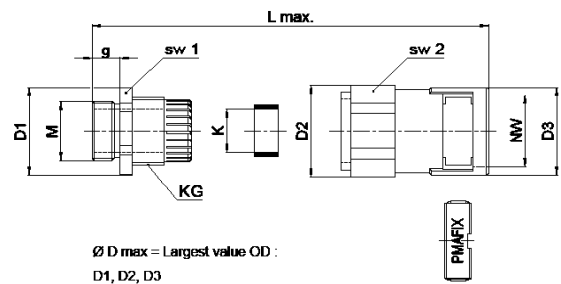 L max.
g
sw 1
sw 2
D1
M
K
D2
NW
D3
KG
PMAFIX
Ø D max = Largest value OD :
D1, D2, D3